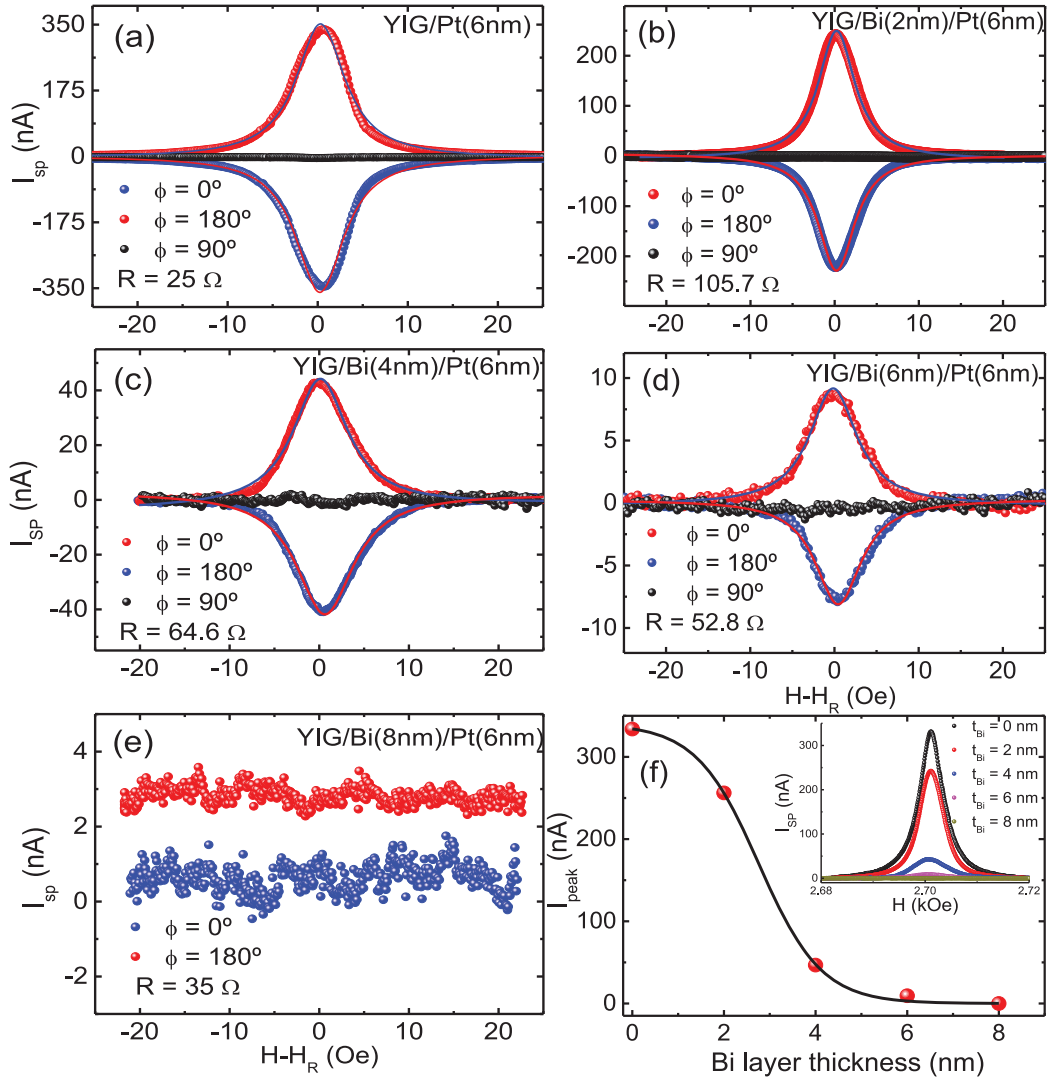 (a)
YIG/Pt(6nm)
350
175
0
-175
-350
I_sp (nA)
ϕ = 0º
ϕ = 180º
ϕ = 90º
R = 25 Ω
-20 -10 0 10 20
(b)
YIG/Bi(2nm)/Pt(6nm)
200
100
0
-100
-200
ϕ = 0º
ϕ = 180º
ϕ = 90º
R = 105.7 Ω
-20 -10 0 10 20
(c)
YIG/Bi(4nm)/Pt(6nm)
40
20
0
-20
-40
I_SP (nA)
ϕ = 0º
ϕ = 180º
ϕ = 90º
R = 64.6 Ω
-20 -10 0 10 20
(d)
YIG/Bi(6nm)/Pt(6nm)
10
5
0
-5
-10
ϕ = 0º
ϕ = 180º
ϕ = 90º
R = 52.8 Ω
-20 -10 0 10 20
H-H_R (Oe)
(e)
YIG/Bi(8nm)/Pt(6nm)
4
2
0
-2
I_sp (nA)
ϕ = 0º
ϕ = 180º
R = 35 Ω
-20 -10 0 10 20
H-H_R (Oe)
(f)
300
200
100
0
I_peak (nA)
0 2 4 6 8
Bi layer thickness (nm)
300
200
100
0
I_SP (nA)
t_Bi = 0 nm
t_Bi = 2 nm
t_Bi = 4 nm
t_Bi = 6 nm
t_Bi = 8 nm
2.68 2.70 2.72
H (kOe)